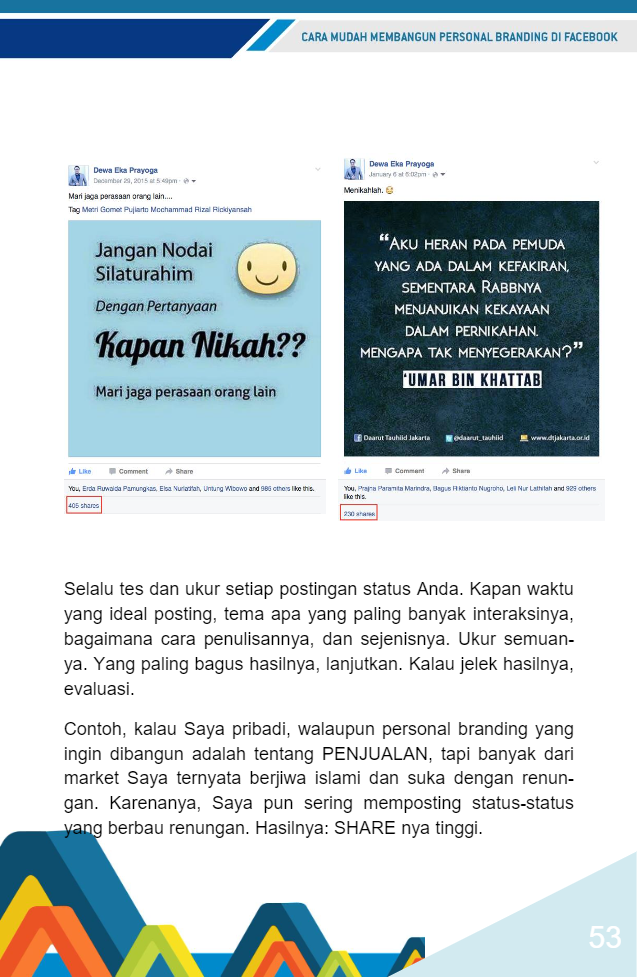 CARA MUDAH MEMBANGUN PERSONAL BRANDING DI FACEBOOK
Dewa Eka Prayoga
December 29, 2015 at 5:49pm ·
Mari jaga perasaan orang lain....
Tag Metri Gomet Pujiarto Mochammad Rizal Rickiyansah
Jangan Nodai
Silaturahim
Dengan Pertanyaan
Kapan Nikah??
Mari jaga perasaan orang lain
Like Comment Share
You, Erda Ruwaida Pamungkas, Elsa Nurlatifah, Untung Wibowo and 985 others like this.
405 shares
Dewa Eka Prayoga
January 6 at 6:02pm ·
Menikahlah. 😊
“AKU HERAN PADA PEMUDA
YANG ADA DALAM KEFAKIRAN,
SEMENTARA RABBNYA
MENJANJIKAN KEKAYAAN
DALAM PERNIKAHAN.
MENGAPA TAK MENYEGERAKAN?”
‘UMAR BIN KHATTAB
Daarut Tauhiid Jakarta @daarut_tauhiid www.dtjakarta.or.id
Like Comment Share
You, Prajna Paramita Marindra, Bagus Riktianto Nugroho, Leli Nur Lathifah and 929 others
like this.
230 shares
Selalu tes dan ukur setiap postingan status Anda. Kapan waktu
yang ideal posting, tema apa yang paling banyak interaksinya,
bagaimana cara penulisannya, dan sejenisnya. Ukur semuan-
ya. Yang paling bagus hasilnya, lanjutkan. Kalau jelek hasilnya,
evaluasi.
Contoh, kalau Saya pribadi, walaupun personal branding yang
ingin dibangun adalah tentang PENJUALAN, tapi banyak dari
market Saya ternyata berjiwa islami dan suka dengan renun-
gan. Karenanya, Saya pun sering memposting status-status
yang berbau renungan. Hasilnya: SHARE nya tinggi.
53